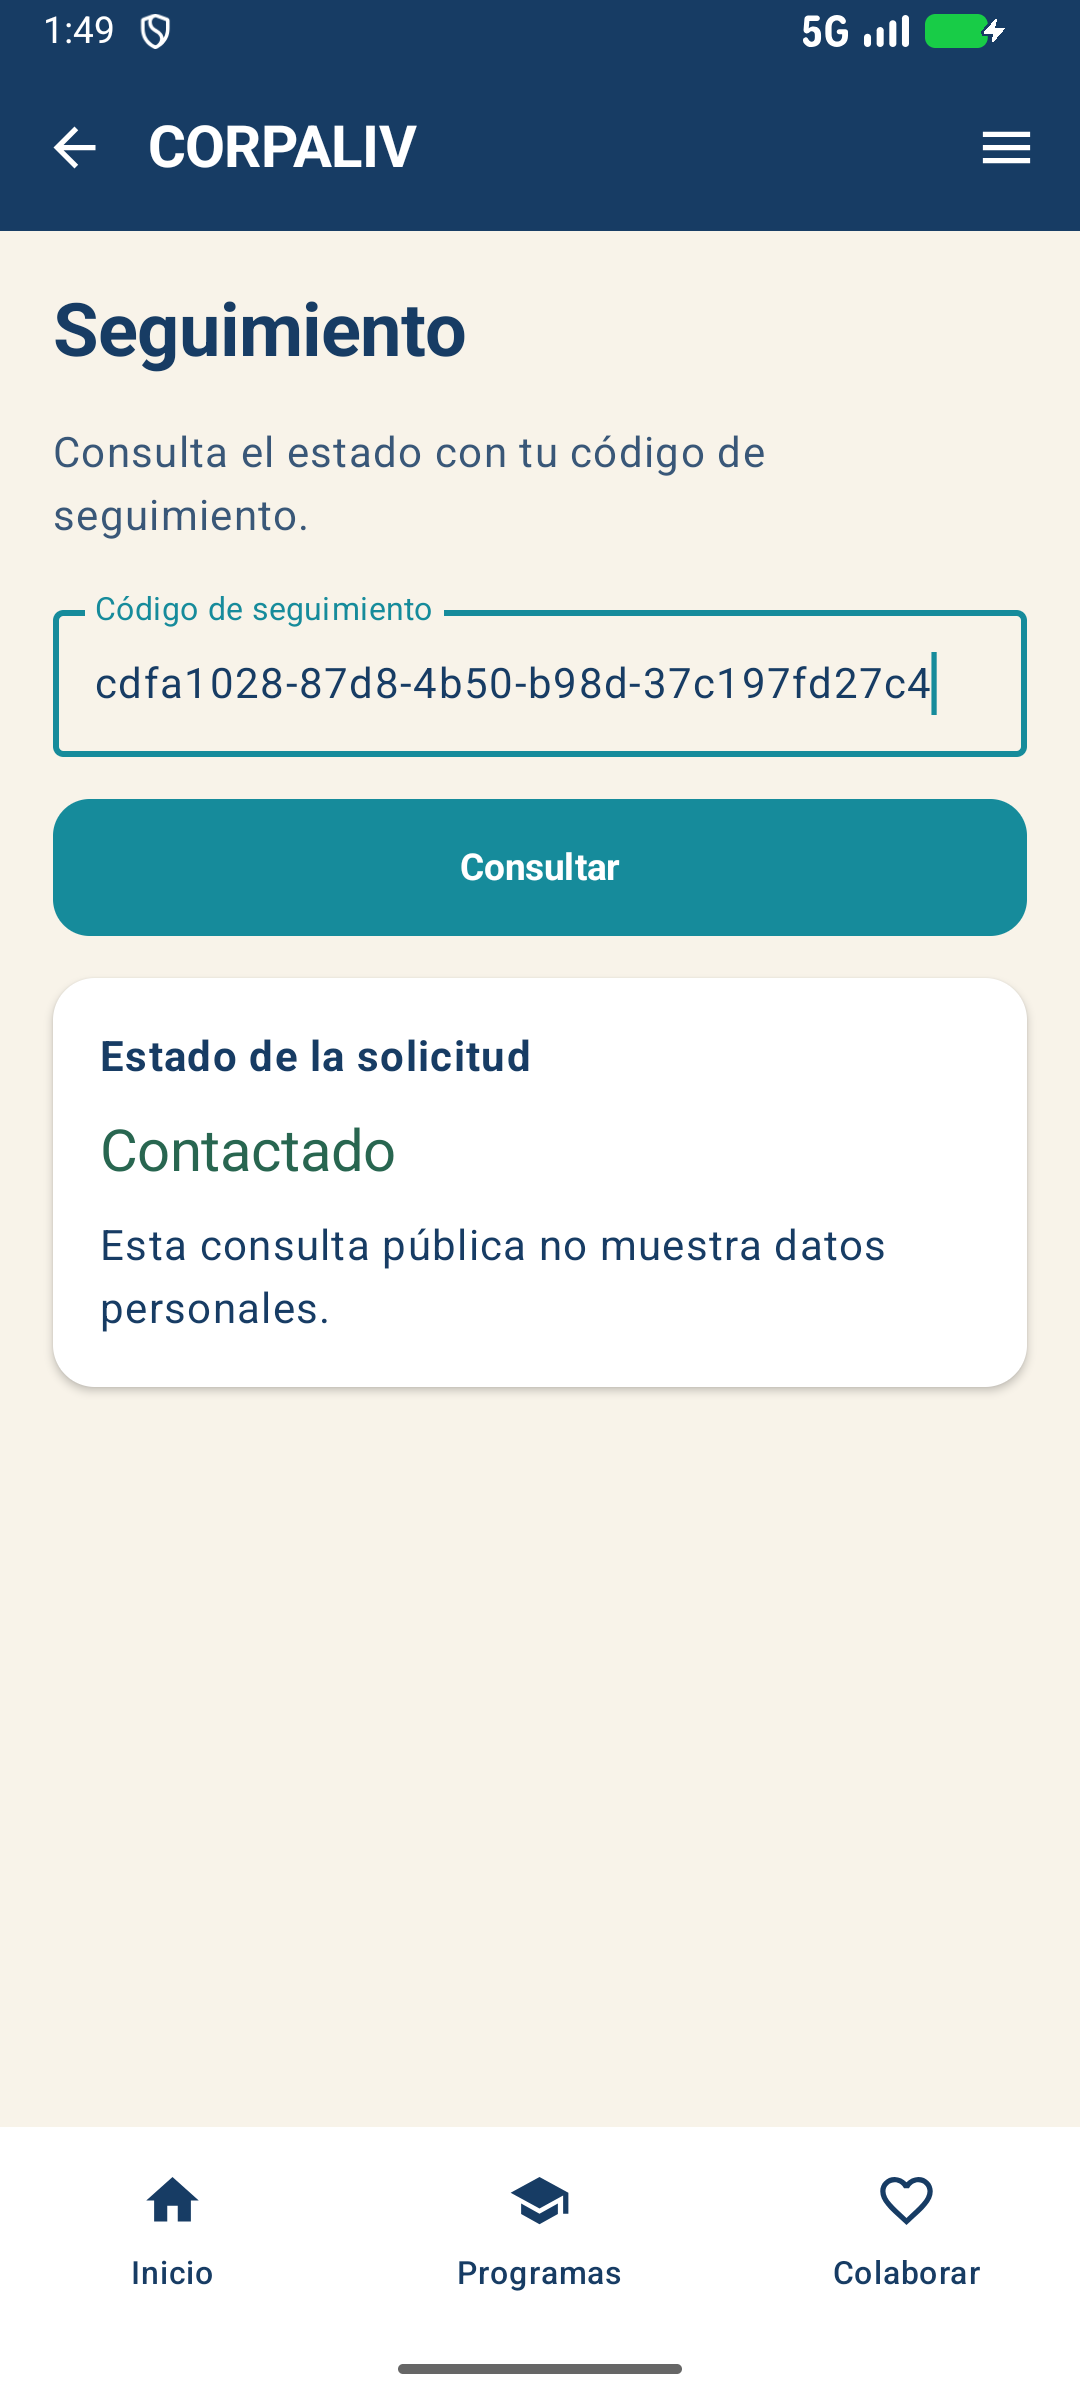 1:49
5G
CORPALIV
Seguimiento
Consulta el estado con tu código de
seguimiento.
Código de seguimiento
cdfa1028-87d8-4b50-b98d-37c197fd27c4
Consultar
Estado de la solicitud
Contactado
Esta consulta pública no muestra datos
personales.
Inicio
Programas
Colaborar